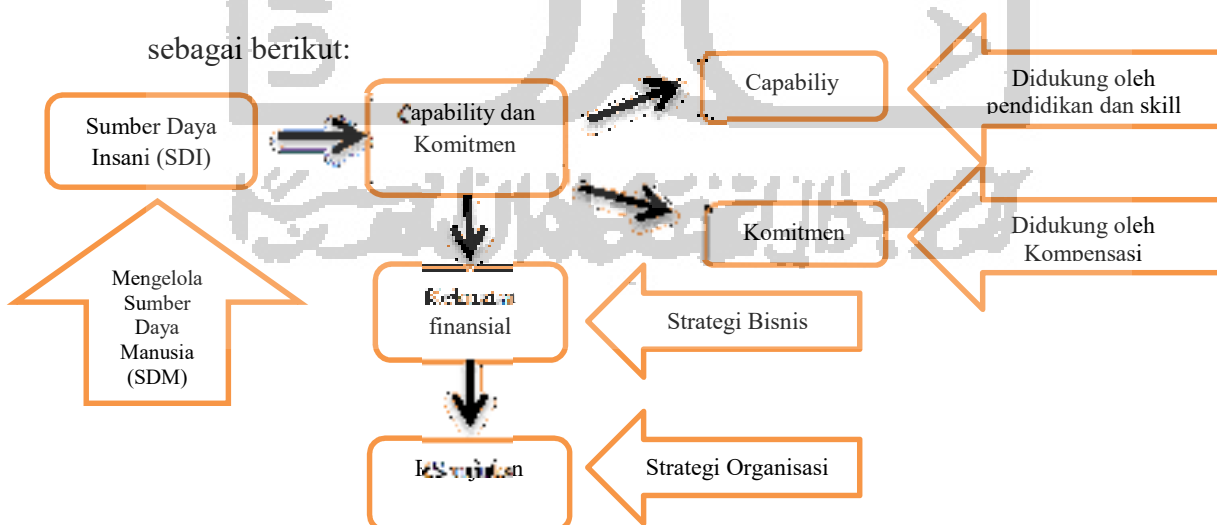 sebagai berikut:
Capabiliy
Didukung oleh
pendidikan dan skill
Sumber Daya
Insani (SDI)
Capability dan
Komitmen
Komitmen
Didukung oleh
Kompensasi
Mengelola
Sumber
Daya
Manusia
(SDM)
finansial
Strategi Bisnis
Strategi Organisasi